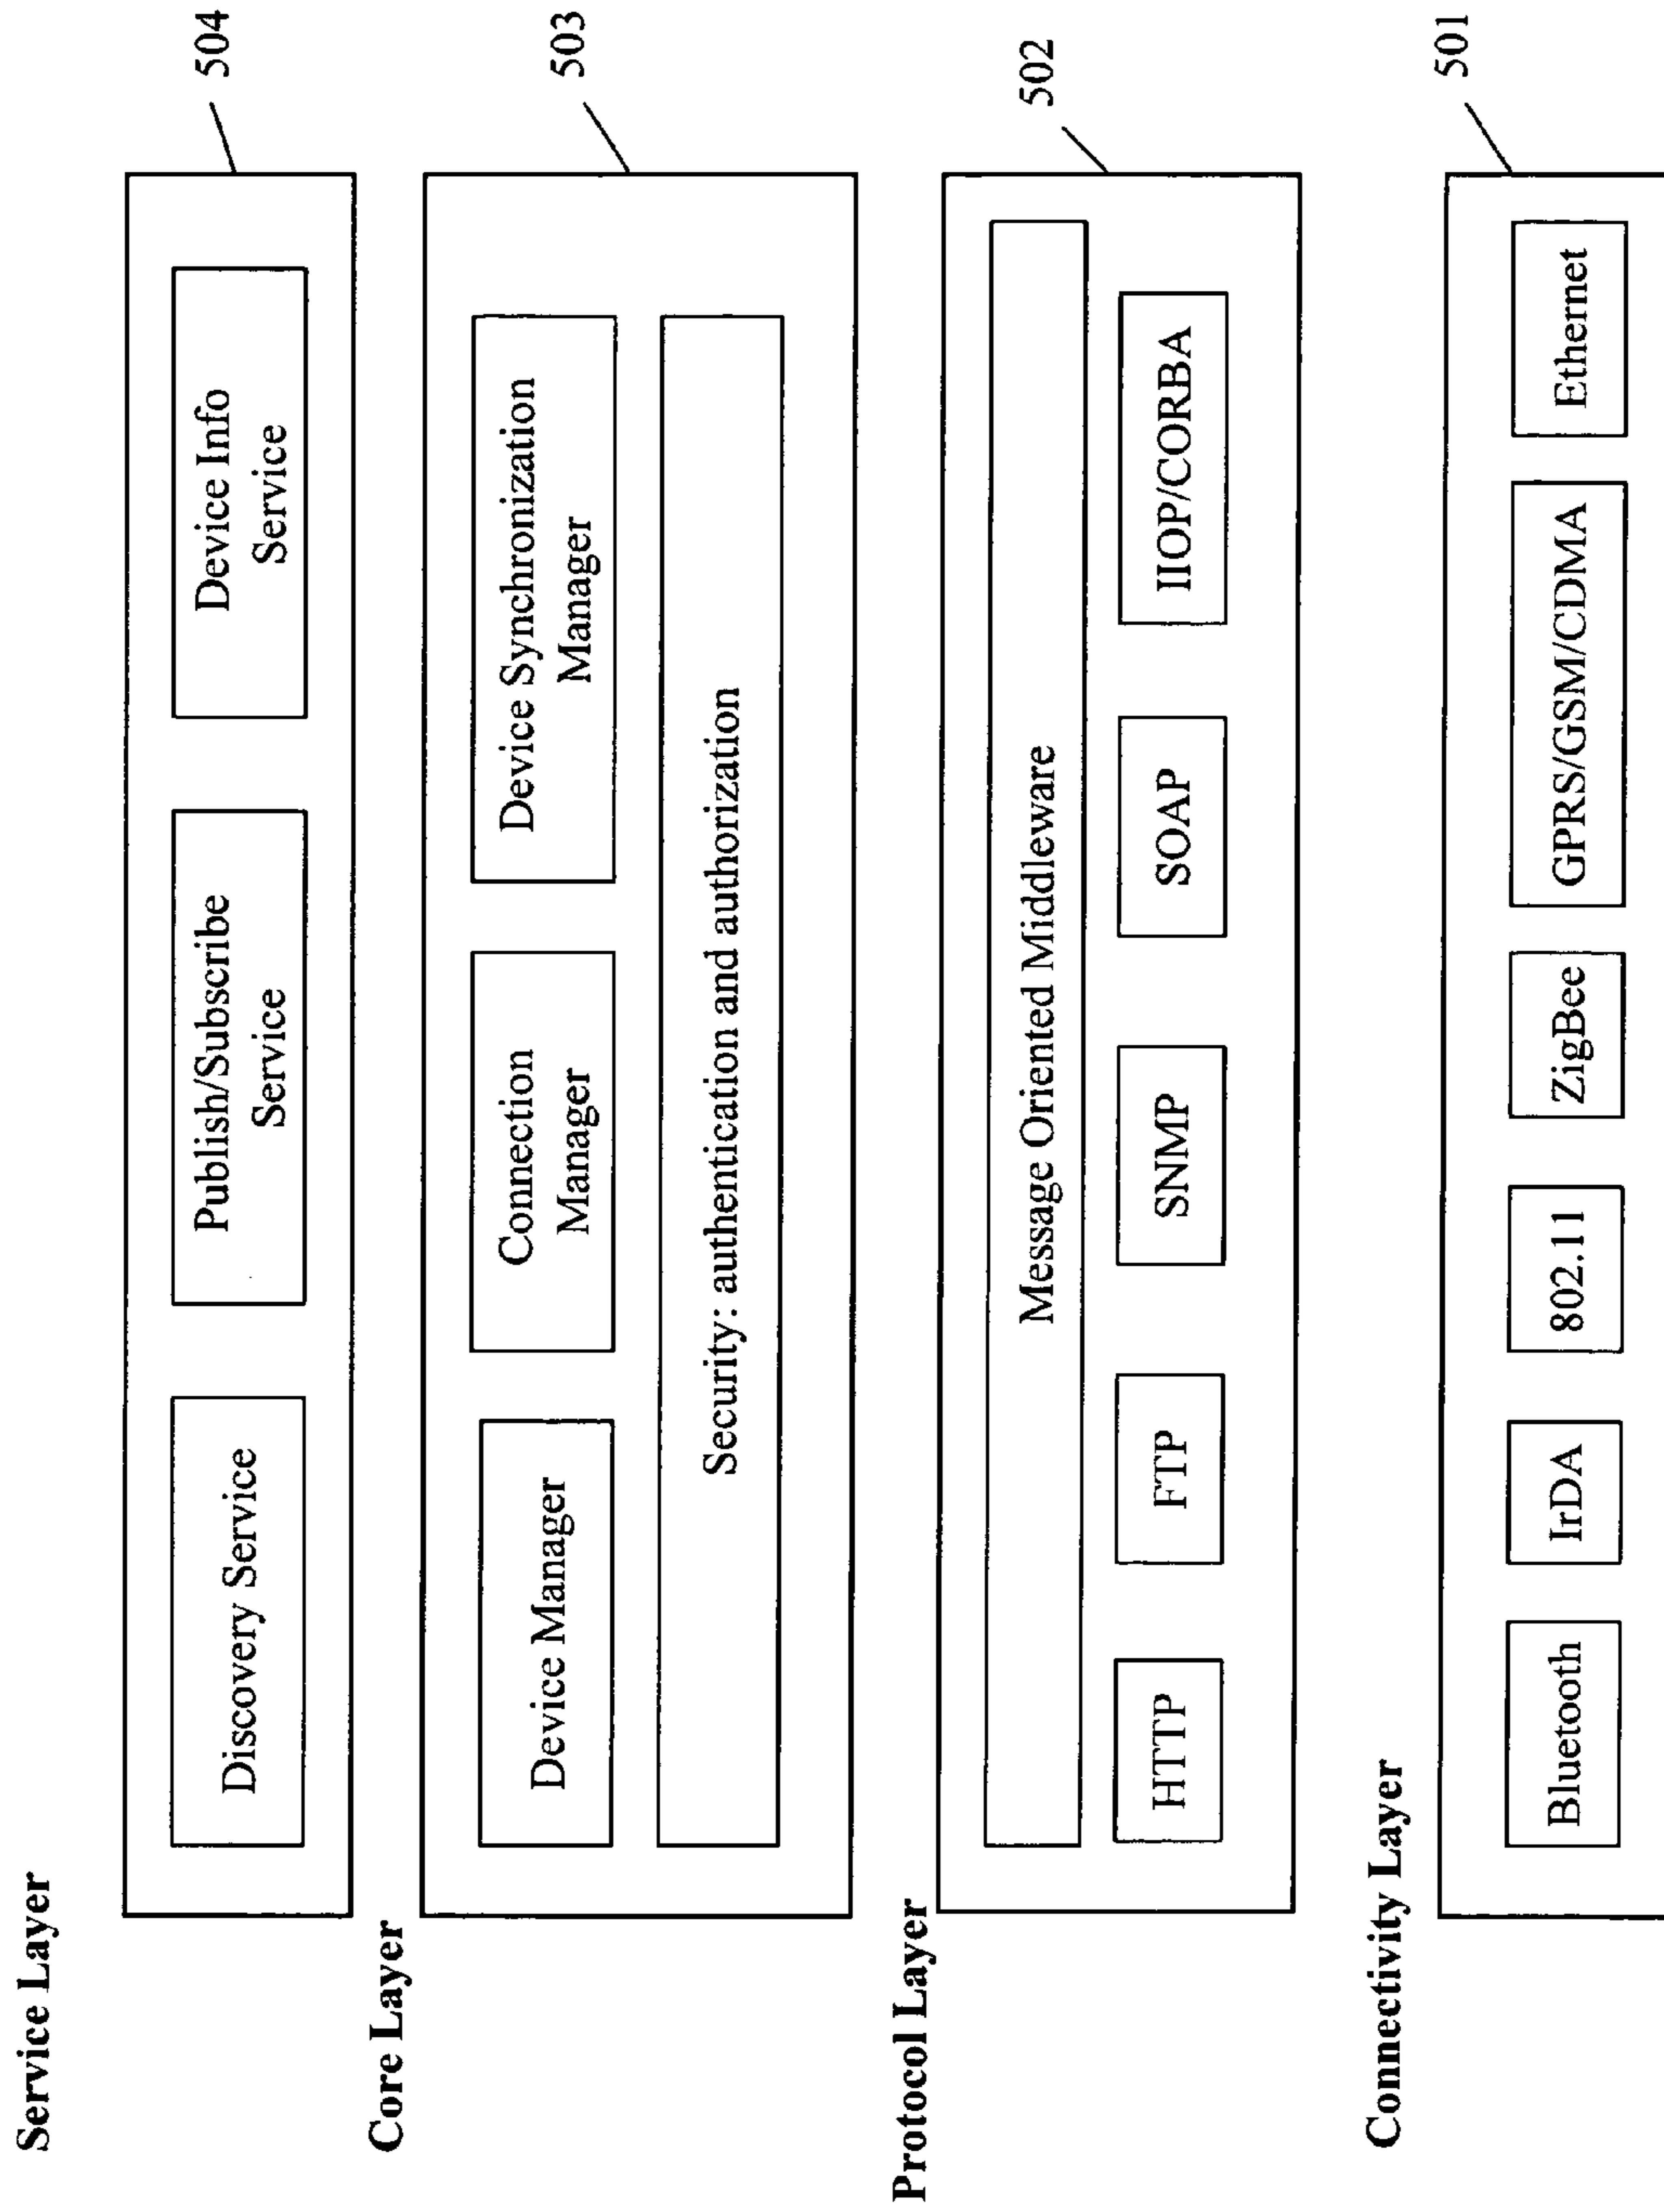 Service Layer
504
Discovery Service
Publish/Subscribe
Service
Device Info
Service
Core Layer
503
Device Manager
Connection
Manager
Device Synchronization
Manager
Security: authentication and authorization
Protocol Layer
502
Message Oriented Middleware
HTTP
FTP
SNMP
SOAP
IIOP/CORBA
Connectivity Layer
501
Bluetooth
IrDA
802.11
ZigBee
GPRS/GSM/CDMA
Ethernet